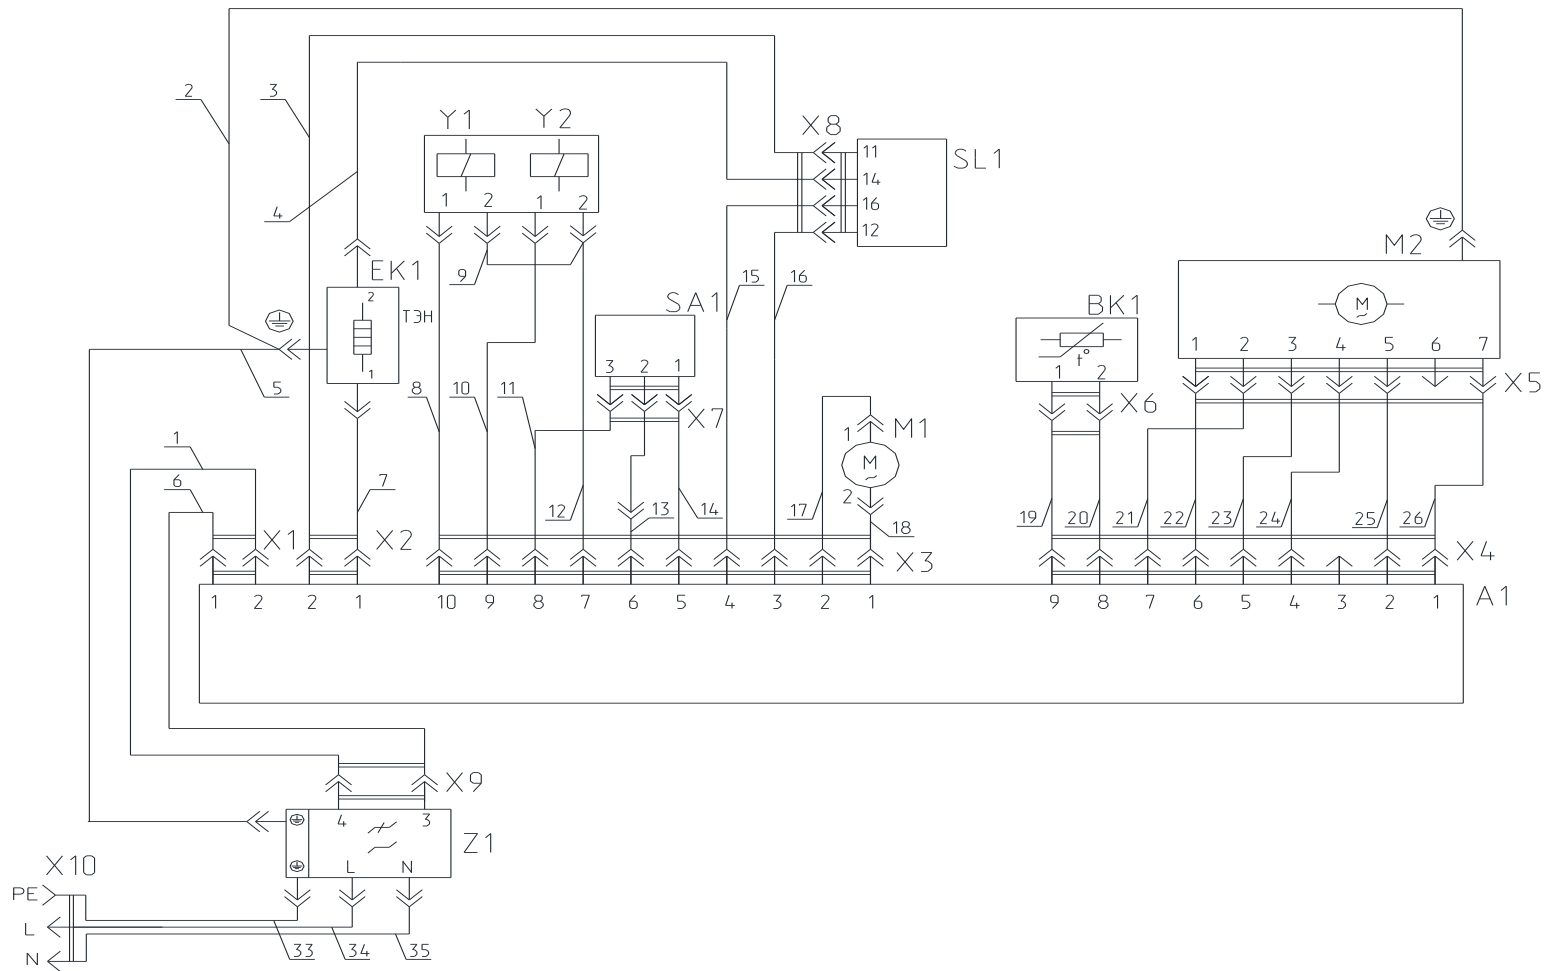 2 3
Y1 Y2
X8
11 SL1
14
4
1 2 1 2
16
12
M2
EK1
2
9
15 16
SA1
BK1
M
ТЭН
t°
1 2 3 4 5 6 7
3 2 1
1 2
1
5 8 10 11
X5
X6
X7
1 M1
1
M
6 7
2
12 13 14 17 18
19 20 21 22 23 24 25 26
X1 X2
X3 X4
1 2 2 1 10 9 8 7 6 5 4 3 2 1 9 8 7 6 5 4 3 2 1 A1
X9
4 3
Z1
X10
L N
PE
L
33 34 35
N